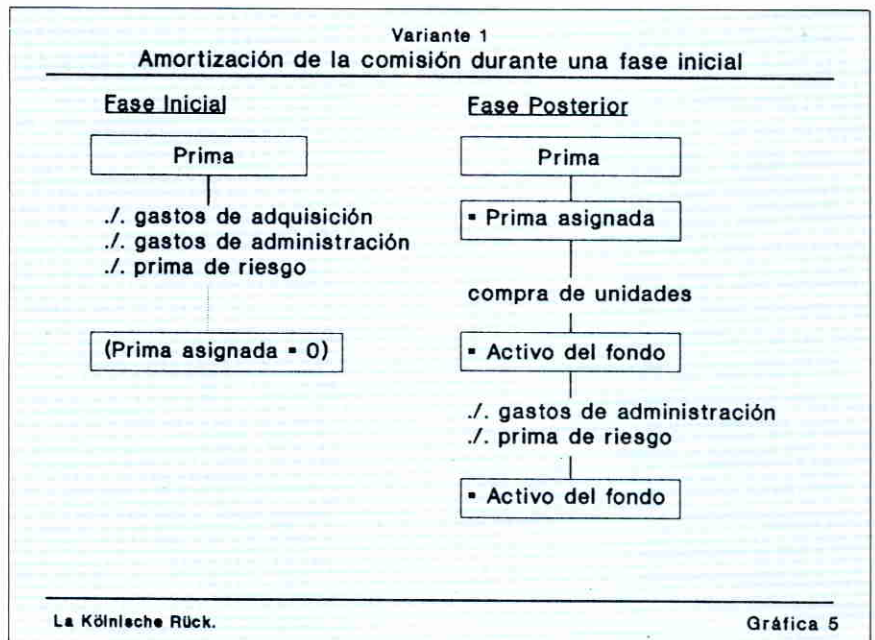 Variante 1
Amortización de la comisión durante una fase inicial
Fase Inicial
Prima
./. gastos de adquisición
./. gastos de administración
./. prima de riesgo
(Prima asignada = 0)
Fase Posterior
Prima
= Prima asignada
compra de unidades
= Activo del fondo
./. gastos de administración
./. prima de riesgo
= Activo del fondo
La Kölnische Rück.
Gráfica 5